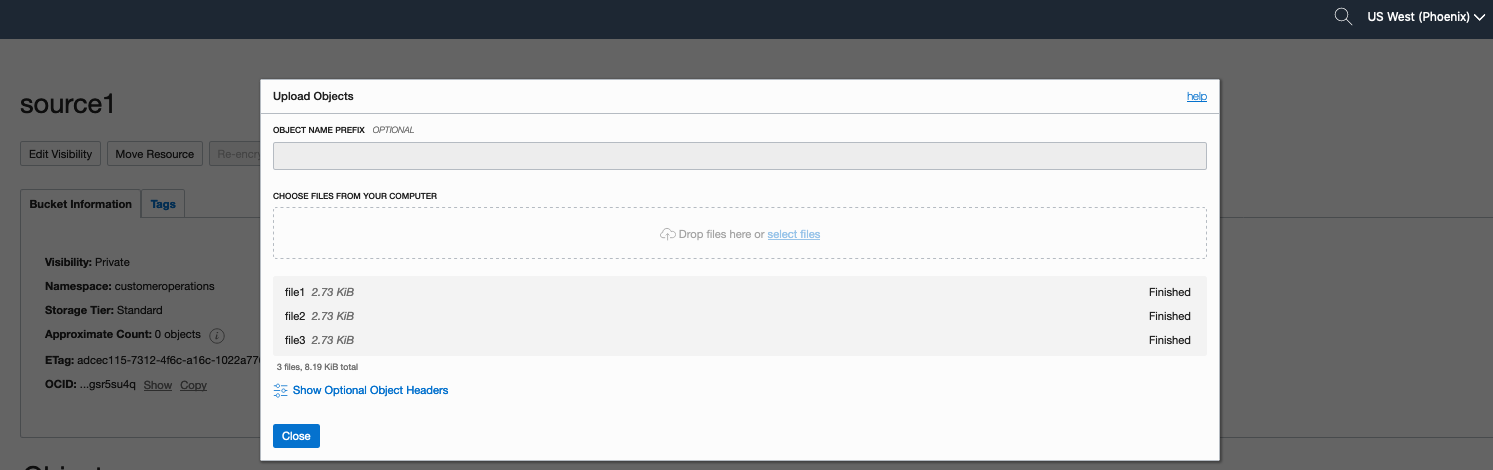 US West (Phoenix)
source1
Upload Objects
help
OBJECT NAME PREFIX OPTIONAL
Edit Visibility
Move Resource
CHOOSE FILES FROM YOUR COMPUTER
Bucket Information
Tags
Drop files here or select files
Visibility: Private
Namespace: customeroperations
Storage Tier: Standard
Approximate Count: 0 objects
ETag: adcec115-7312-4f6c-a16c-1022a77
OCID: ...gsr5su4q Show Copy
file1 2.73 KiB Finished
file2 2.73 KiB Finished
file3 2.73 KiB Finished
3 files, 8.19 KiB total
Show Optional Object Headers
Close